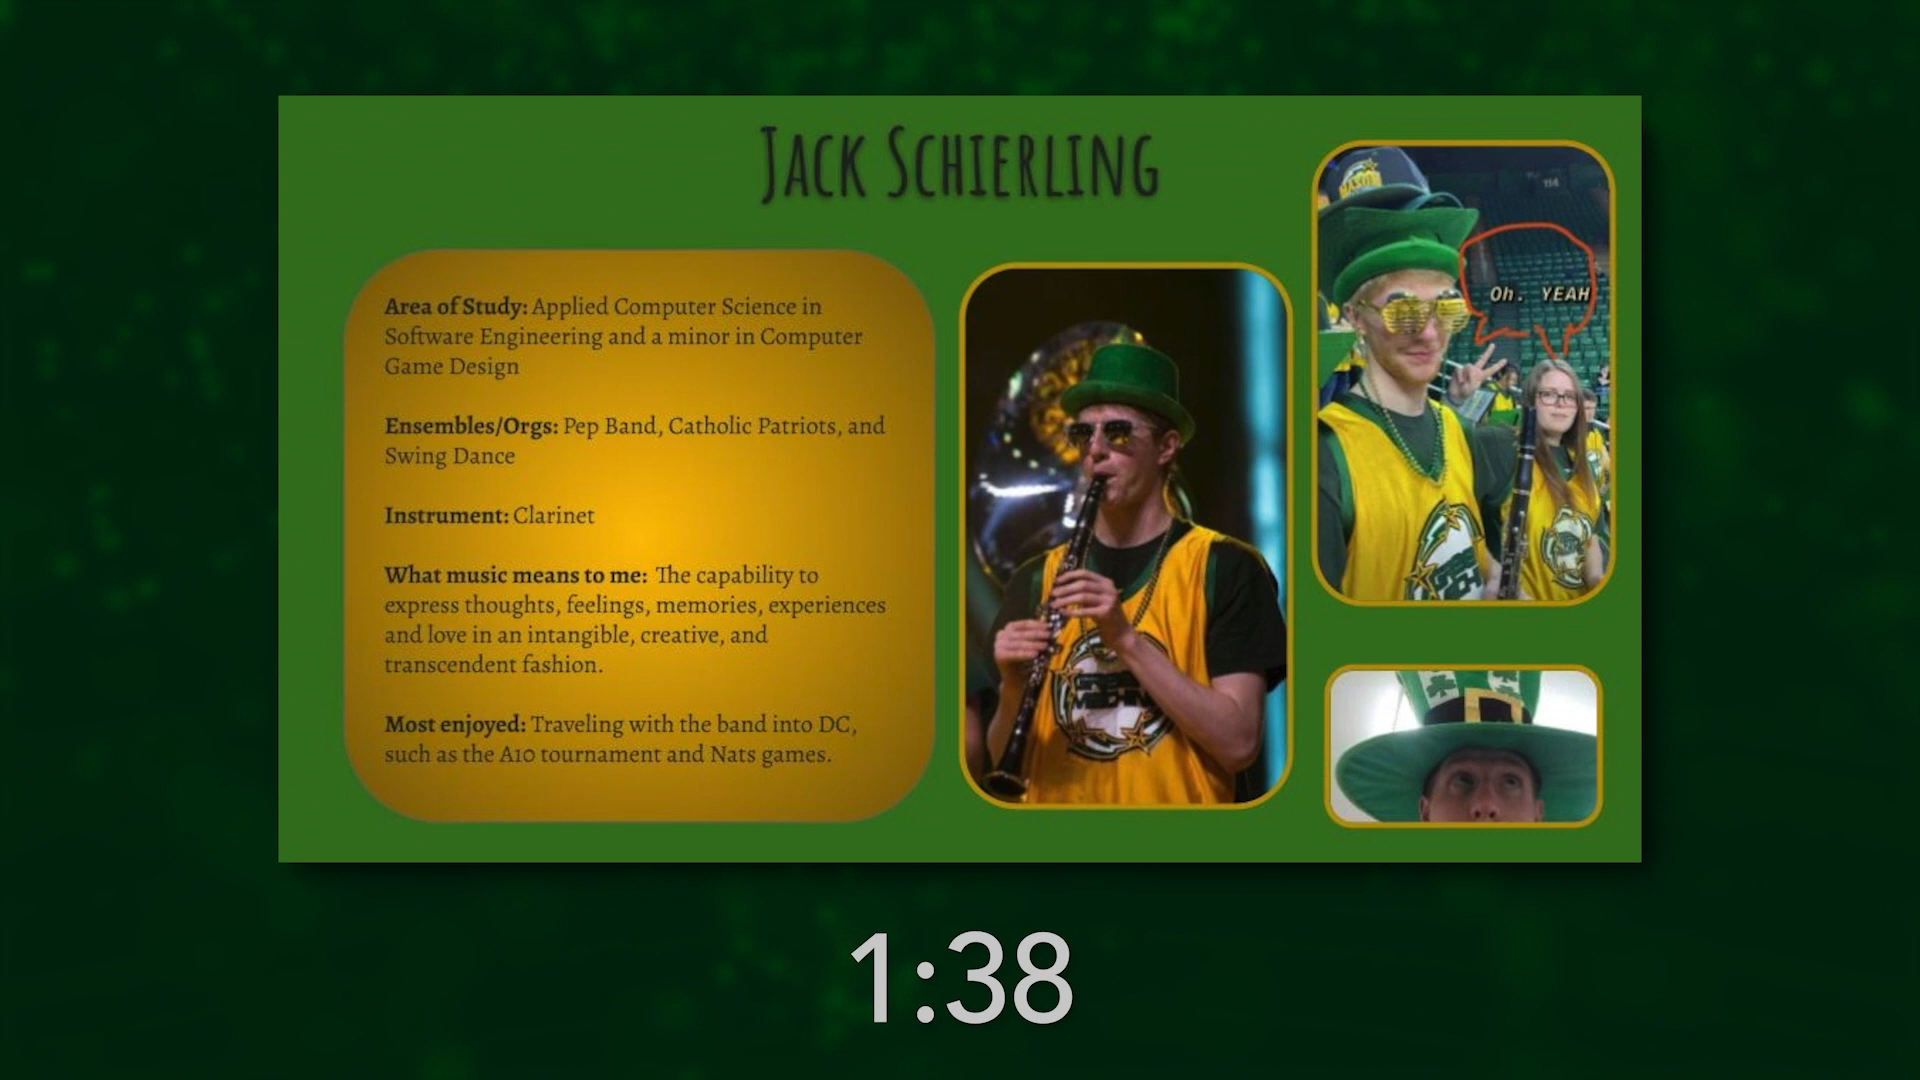 Jack Schierling
Area of Study: Applied Computer Science in
Software Engineering and a minor in Computer
Game Design
Ensembles/Orgs: Pep Band, Catholic Patriots, and
Swing Dance
Instrument: Clarinet
What music means to me: The capability to
express thoughts, feelings, memories, experiences
and love in an intangible, creative, and
transcendent fashion.
Most enjoyed: Traveling with the band into DC,
such as the A10 tournament and Nats games.
MASON
114
Oh. YEAH
1:38